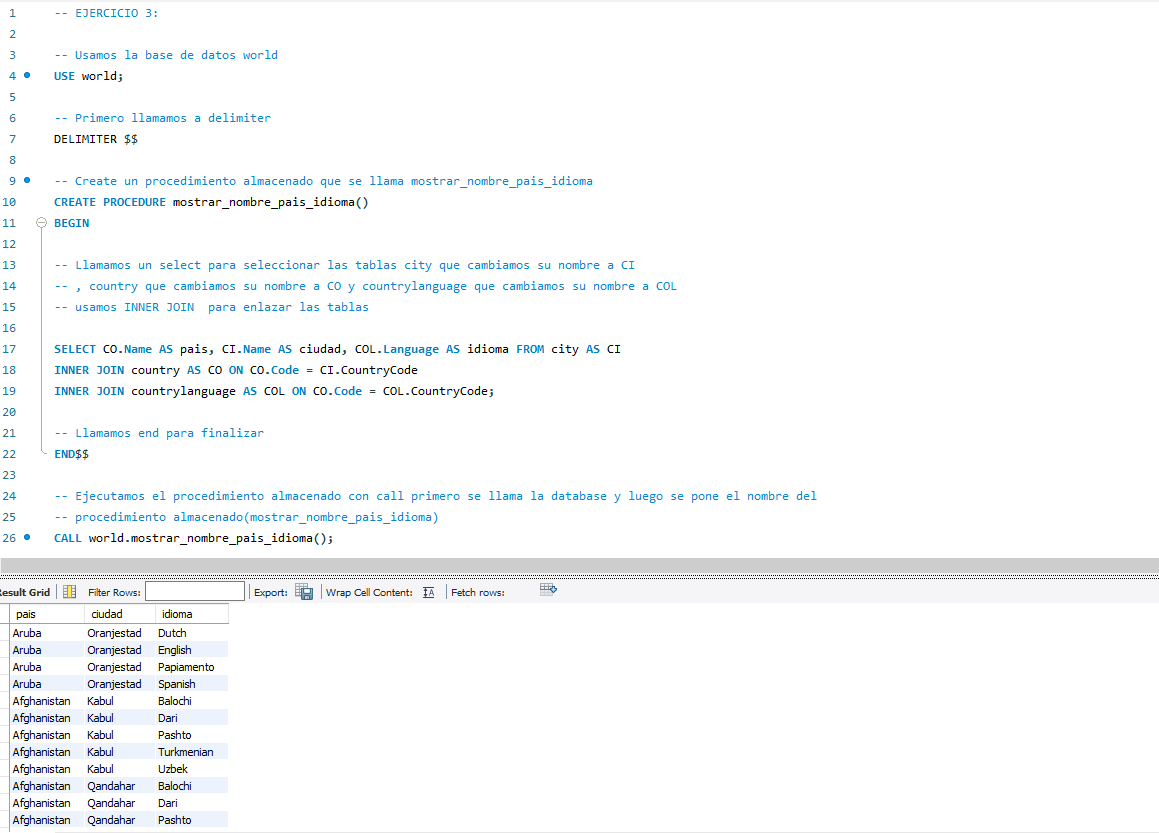 1 -- EJERCICIO 3:
2
3 -- Usamos la base de datos world
4 USE world;
5
6 -- Primero llamamos a delimiter
7 DELIMITER $$
8
9 -- Create un procedimiento almacenado que se llama mostrar_nombre_pais_idioma
10 CREATE PROCEDURE mostrar_nombre_pais_idioma()
11 BEGIN
12
13 -- Llamamos un select para seleccionar las tablas city que cambiamos su nombre a CI
14 -- , country que cambiamos su nombre a CO y countrylanguage que cambiamos su nombre a COL
15 -- usamos INNER JOIN  para enlazar las tablas
16
17 SELECT CO.Name AS pais, CI.Name AS ciudad, COL.Language AS idioma FROM city AS CI
18 INNER JOIN country AS CO ON CO.Code = CI.CountryCode
19 INNER JOIN countrylanguage AS COL ON CO.Code = COL.CountryCode;
20
21 -- Llamamos end para finalizar
22 END$$
23
24 -- Ejecutamos el procedimiento almacenado con call primero se llama la database y luego se pone el nombre del
25 -- procedimiento almacenado(mostrar_nombre_pais_idioma)
26 CALL world.mostrar_nombre_pais_idioma();
Result Grid Filter Rows: Export: Wrap Cell Content: IA Fetch rows:
pais ciudad idioma
Aruba Oranjestad Dutch
Aruba Oranjestad English
Aruba Oranjestad Papiamento
Aruba Oranjestad Spanish
Afghanistan Kabul Balochi
Afghanistan Kabul Dari
Afghanistan Kabul Pashto
Afghanistan Kabul Turkmenian
Afghanistan Kabul Uzbek
Afghanistan Qandahar Balochi
Afghanistan Qandahar Dari
Afghanistan Qandahar Pashto